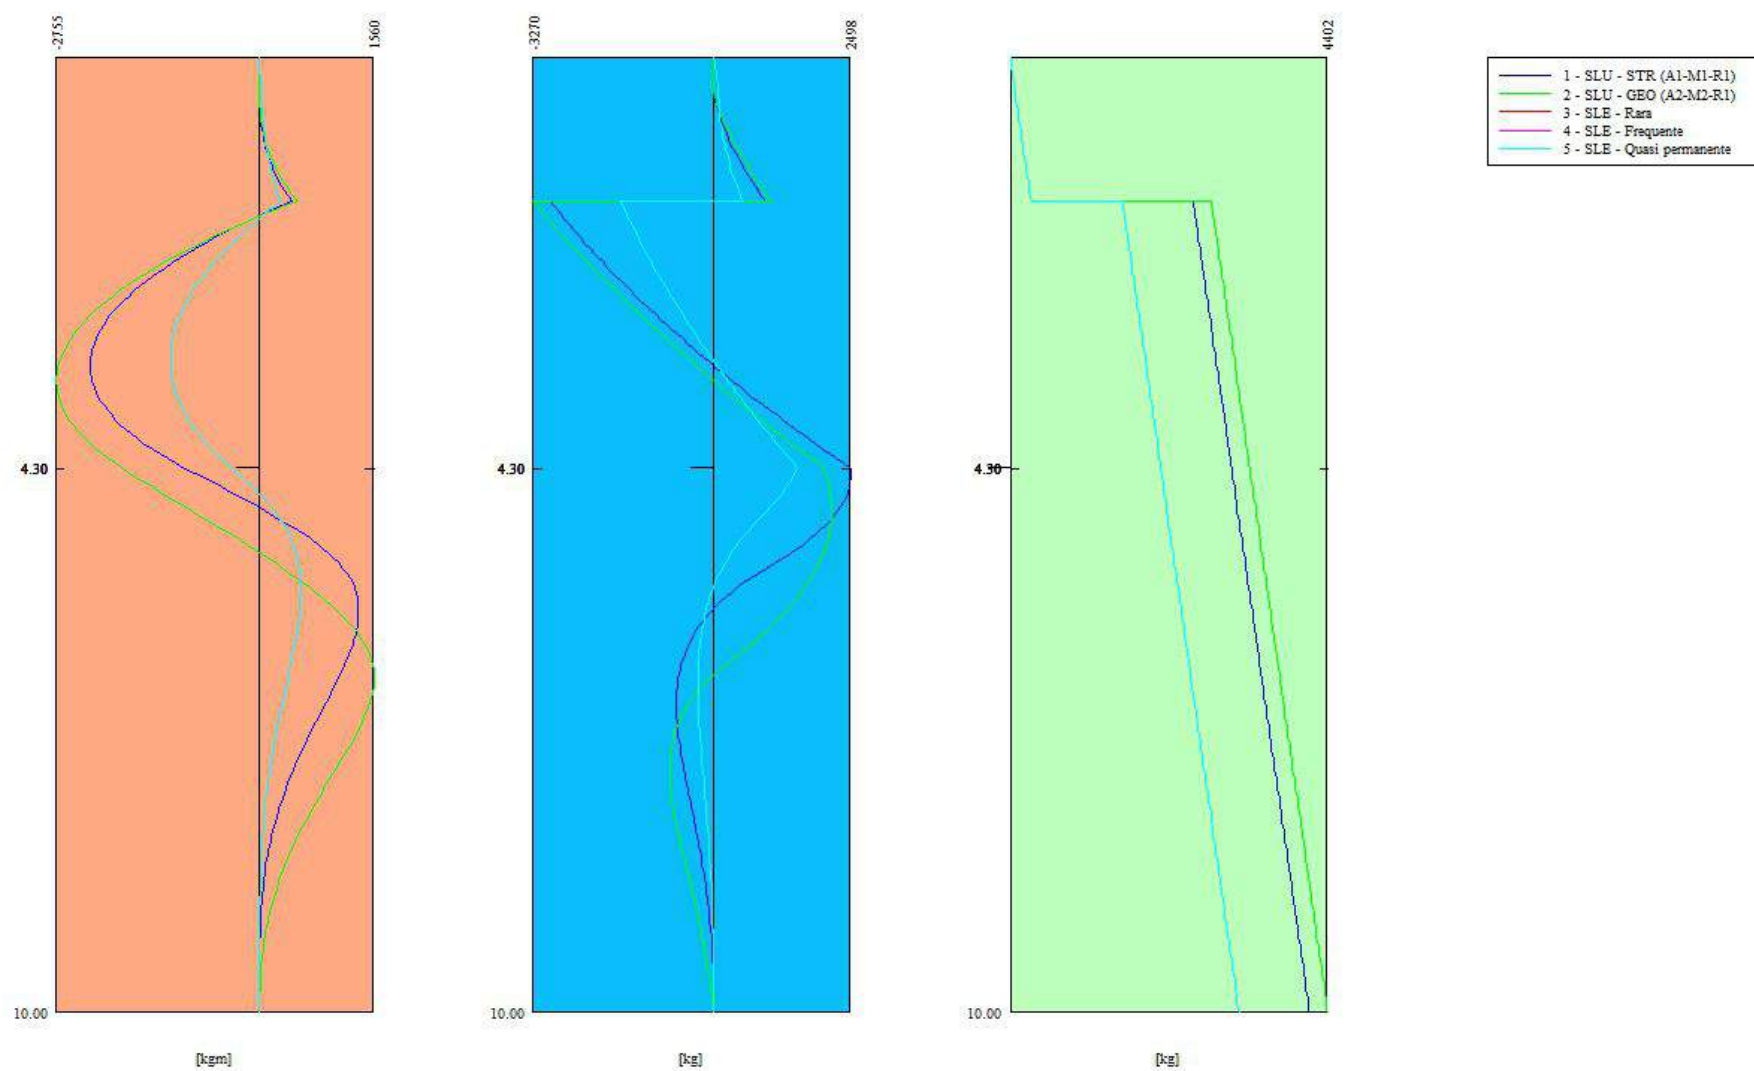 -2755
1560
-3270
2498
4402
1 - SLU - STR (A1-M1-R1)
2 - SLU - GEO (A2-M2-R1)
3 - SLE - Rara
4 - SLE - Frequente
5 - SLE - Quasi permanente
4.30
4.30
4.30
10.00
10.00
10.00
[kgm]
[kg]
[kg]